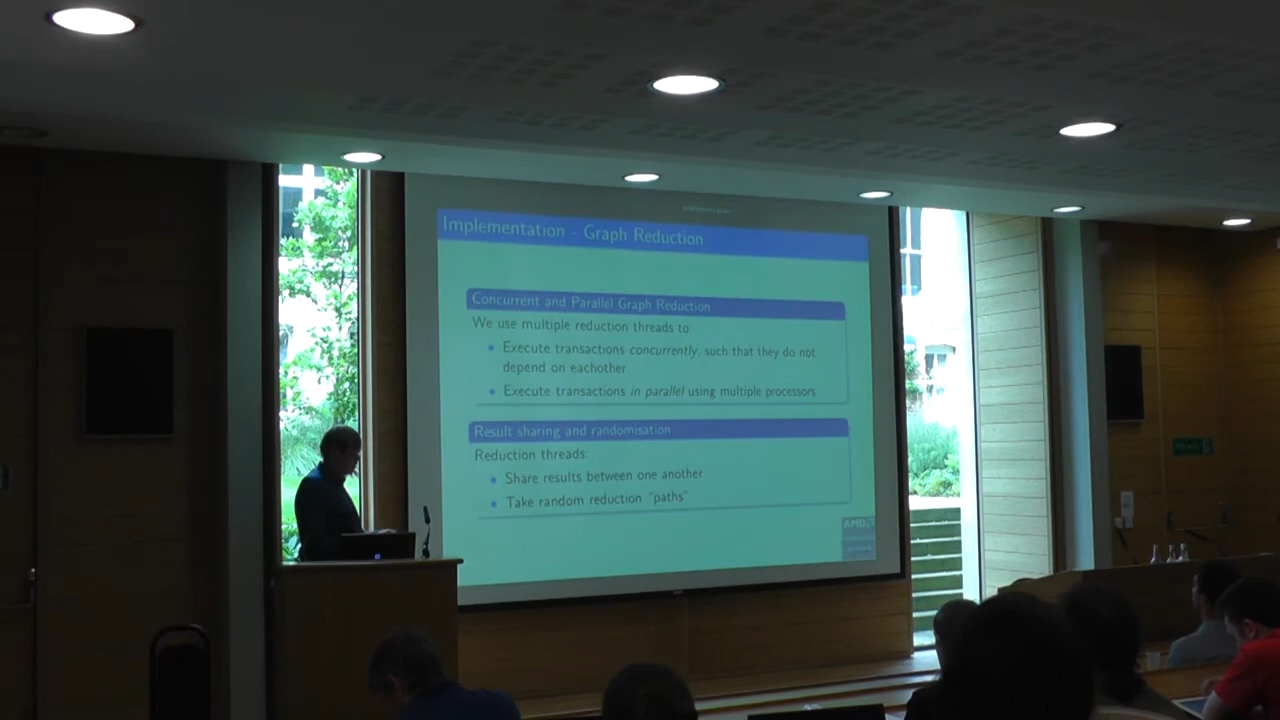 Implementation
Implementation - Graph Reduction
Concurrent and Parallel Graph Reduction
We use multiple reduction threads to:
Execute transactions concurrently, such that they do not
depend on eachother.
Execute transactions in parallel using multiple processors
Result sharing and randomisation
Reduction threads:
Share results between one another
Take random reduction "paths"
AMD